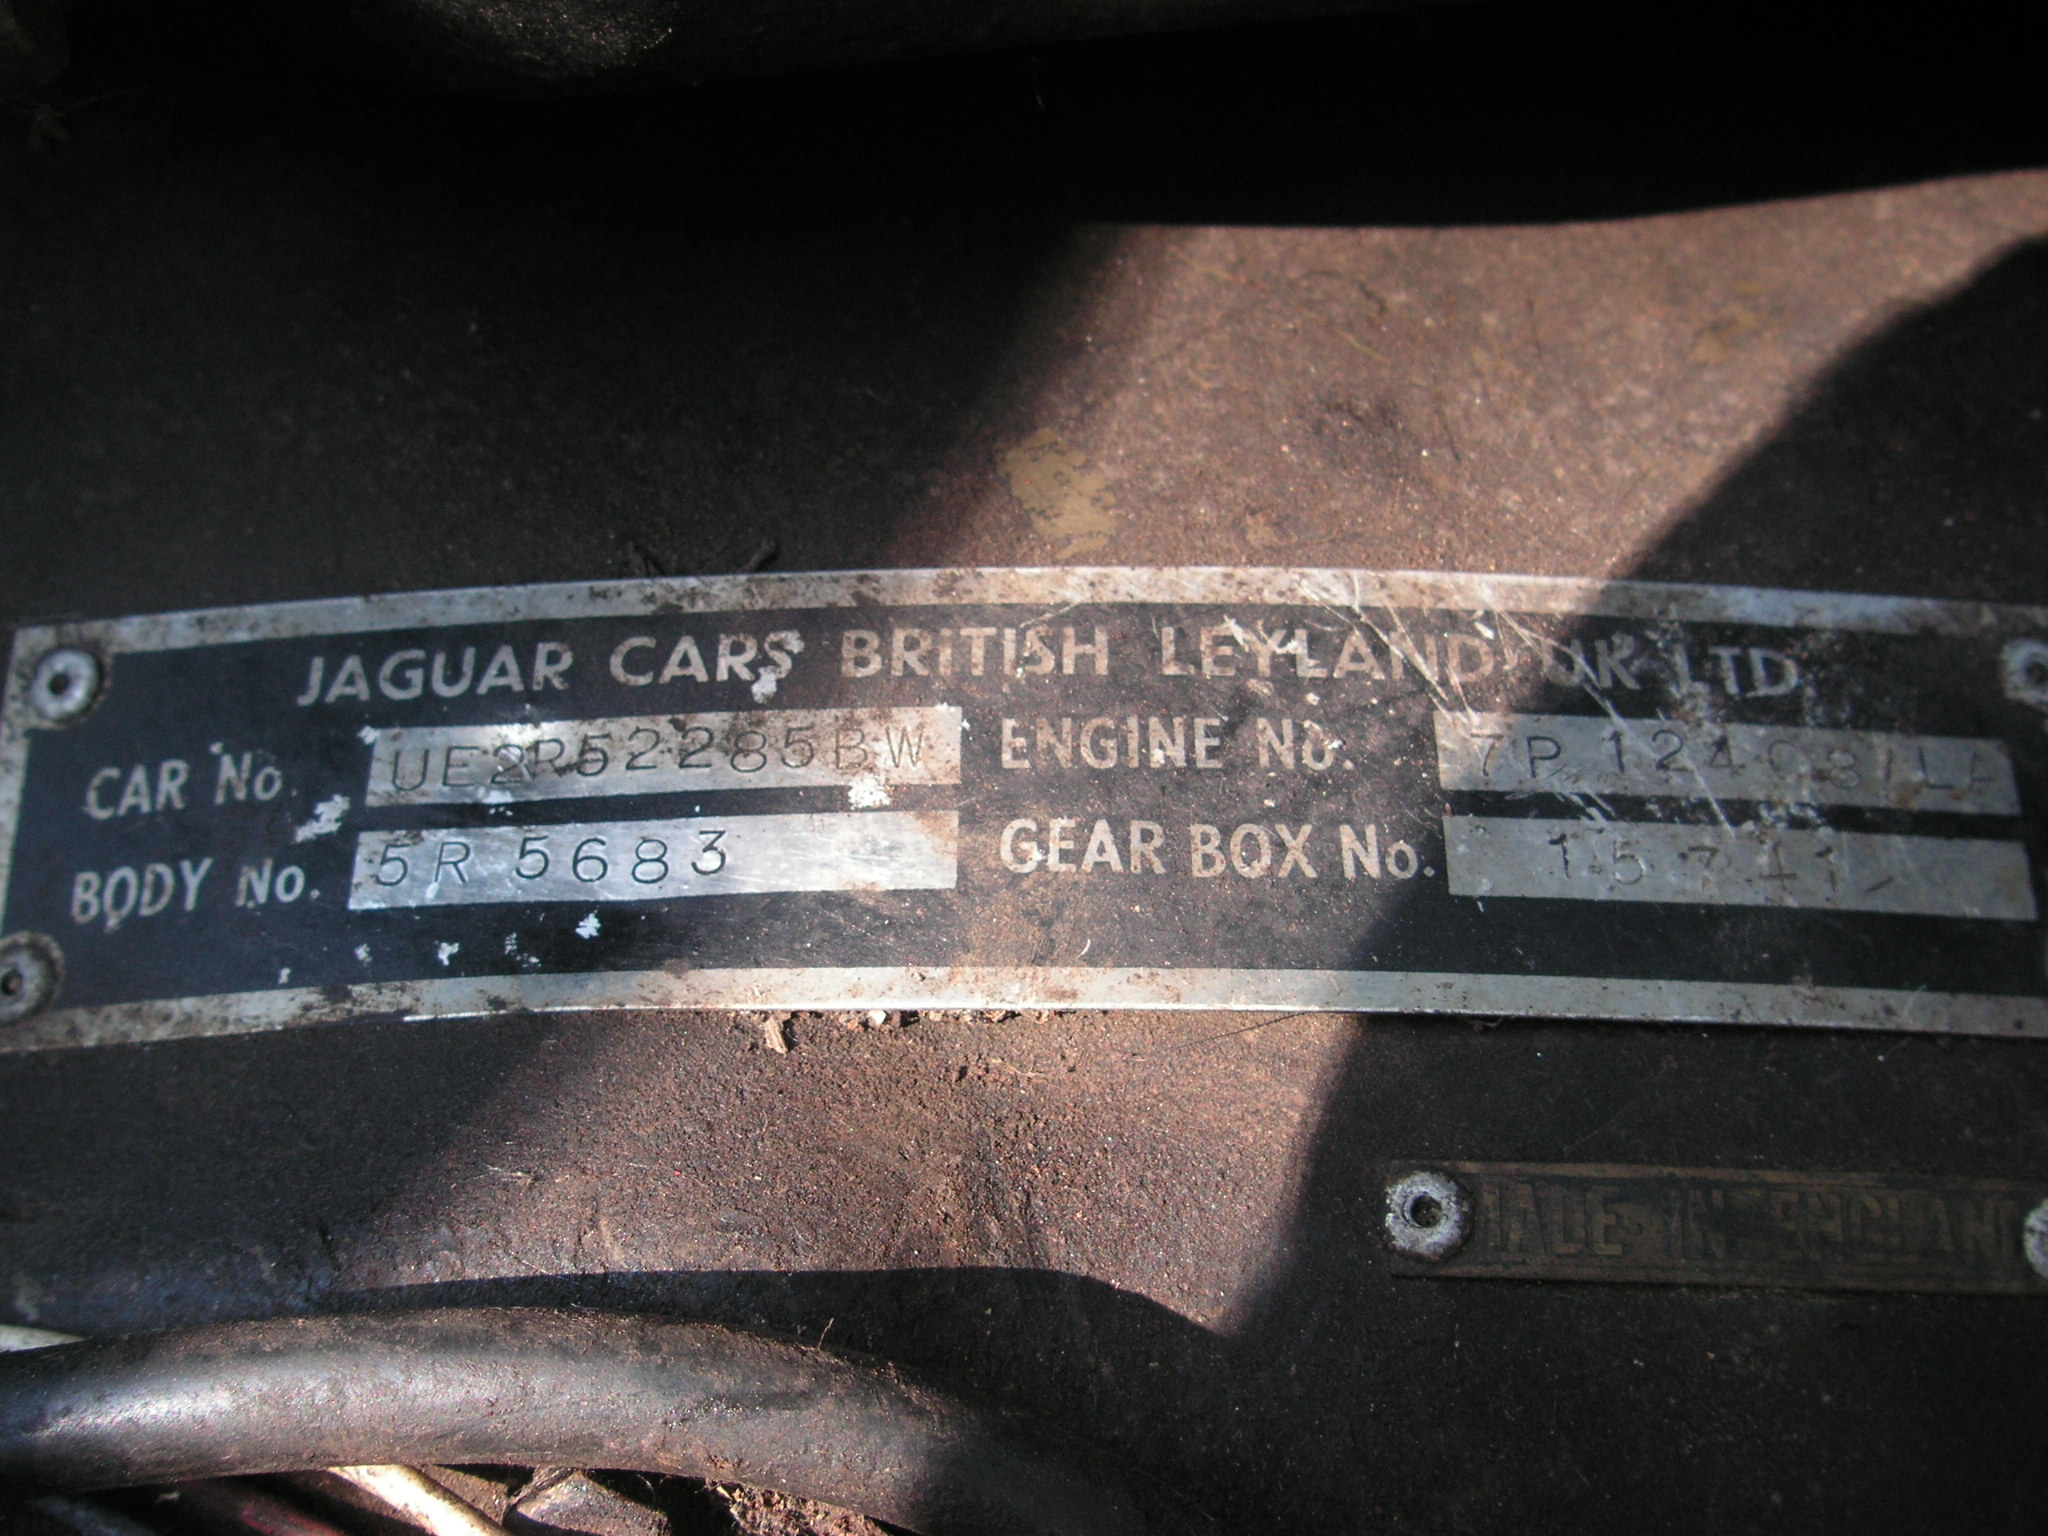 JAGUAR CARS BRITISH LEYLAND UK LTD
CAR No. UE2R52285BW ENGINE No.
BODY No. 5R 5683 GEAR BOX No.
MADE IN ENGLAND